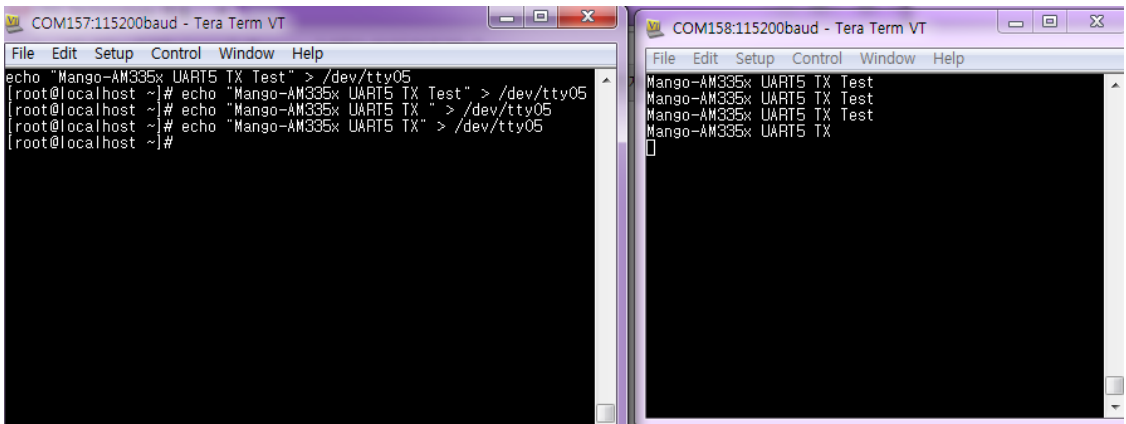 COM157:115200baud - Tera Term VT
File Edit Setup Control Window Help
echo "Mango-AM335x UART5 TX Test" > /dev/ttyO5
[root@localhost ~]# echo "Mango-AM335x UART5 TX Test" > /dev/ttyO5
[root@localhost ~]# echo "Mango-AM335x UART5 TX " > /dev/ttyO5
[root@localhost ~]# echo "Mango-AM335x UART5 TX" > /dev/ttyO5
[root@localhost ~]#
COM158:115200baud - Tera Term VT
File Edit Setup Control Window Help
Mango-AM335x UART5 TX Test
Mango-AM335x UART5 TX Test
Mango-AM335x UART5 TX Test
Mango-AM335x UART5 TX